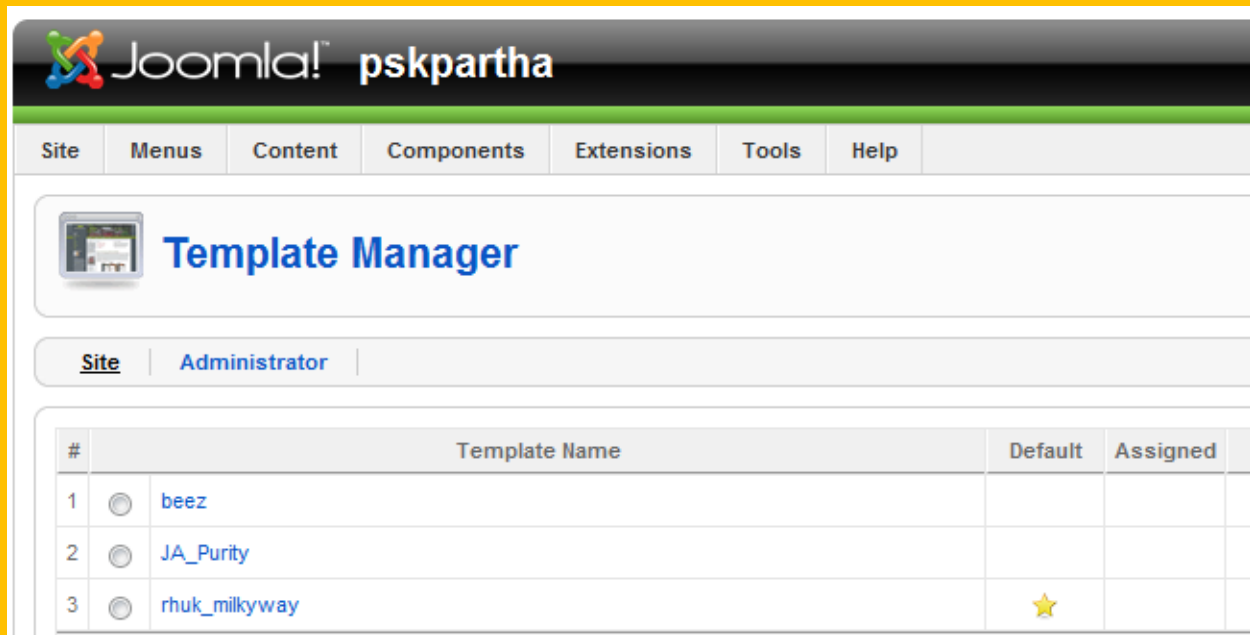 Joomla!™ pskpartha
Site Menus Content Components Extensions Tools Help
Template Manager
Site Administrator
# Template Name Default Assigned
1 beez
2 JA_Purity
3 rhuk_milkyway